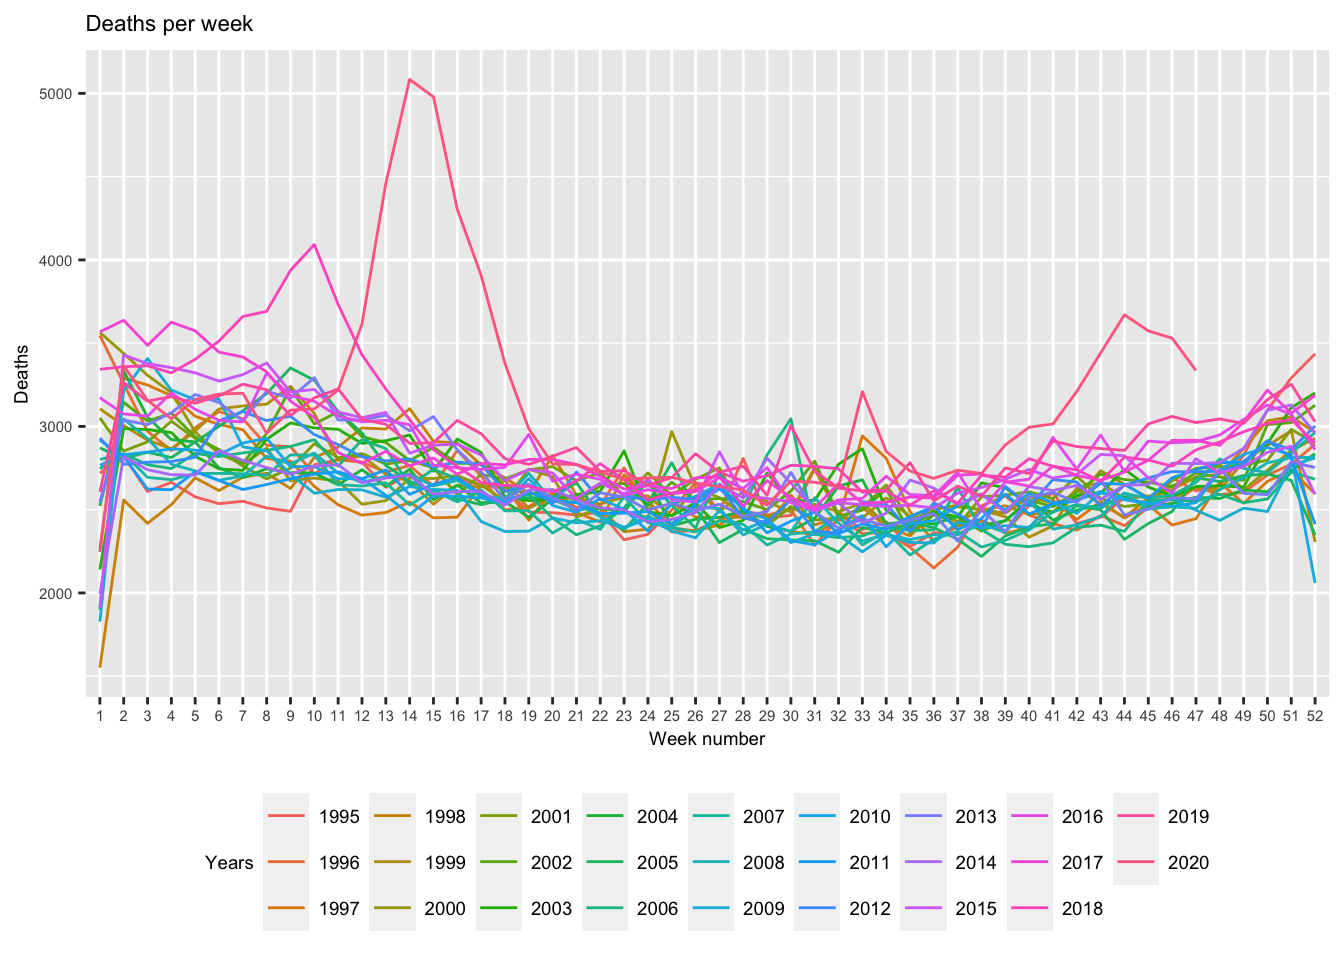 Deaths per week
5000
4000
3000
2000
Deaths
1 2 3 4 5 6 7 8 9 10 11 12 13 14 15 16 17 18 19 20 21 22 23 24 25 26 27 28 29 30 31 32 33 34 35 36 37 38 39 40 41 42 43 44 45 46 47 48 49 50 51 52
Week number
1995 1998 2001 2004 2007 2010 2013 2016 2019
Years 1996 1999 2002 2005 2008 2011 2014 2017 2020
1997 2000 2003 2006 2009 2012 2015 2018